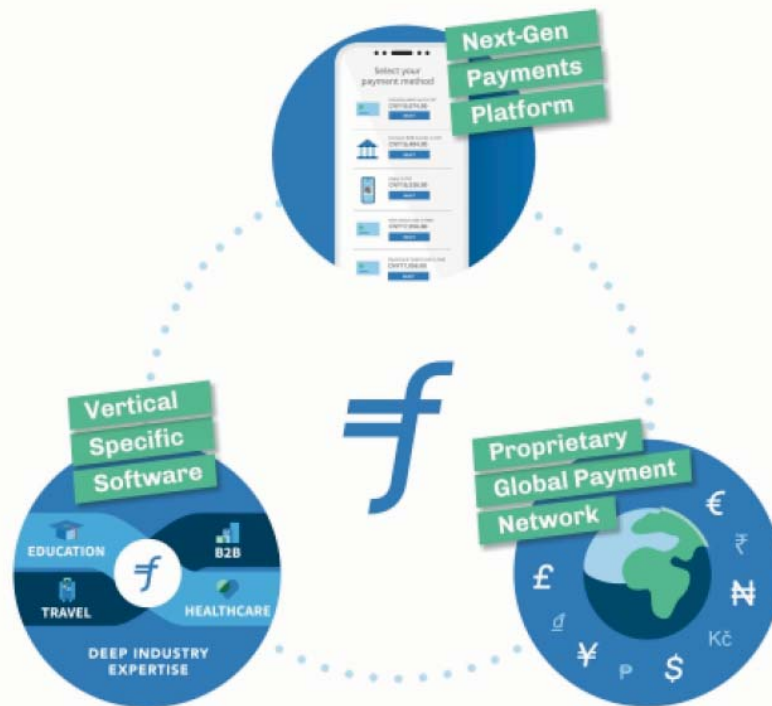 Next-Gen
Payments
Platform
Select your
payment method
Vertical
Specific
Software
EDUCATION
B2B
TRAVEL
HEALTHCARE
DEEP INDUSTRY
EXPERTISE
Proprietary
Global Payment
Network
€
₹
£
₦
₫
Kč
¥
₱
$